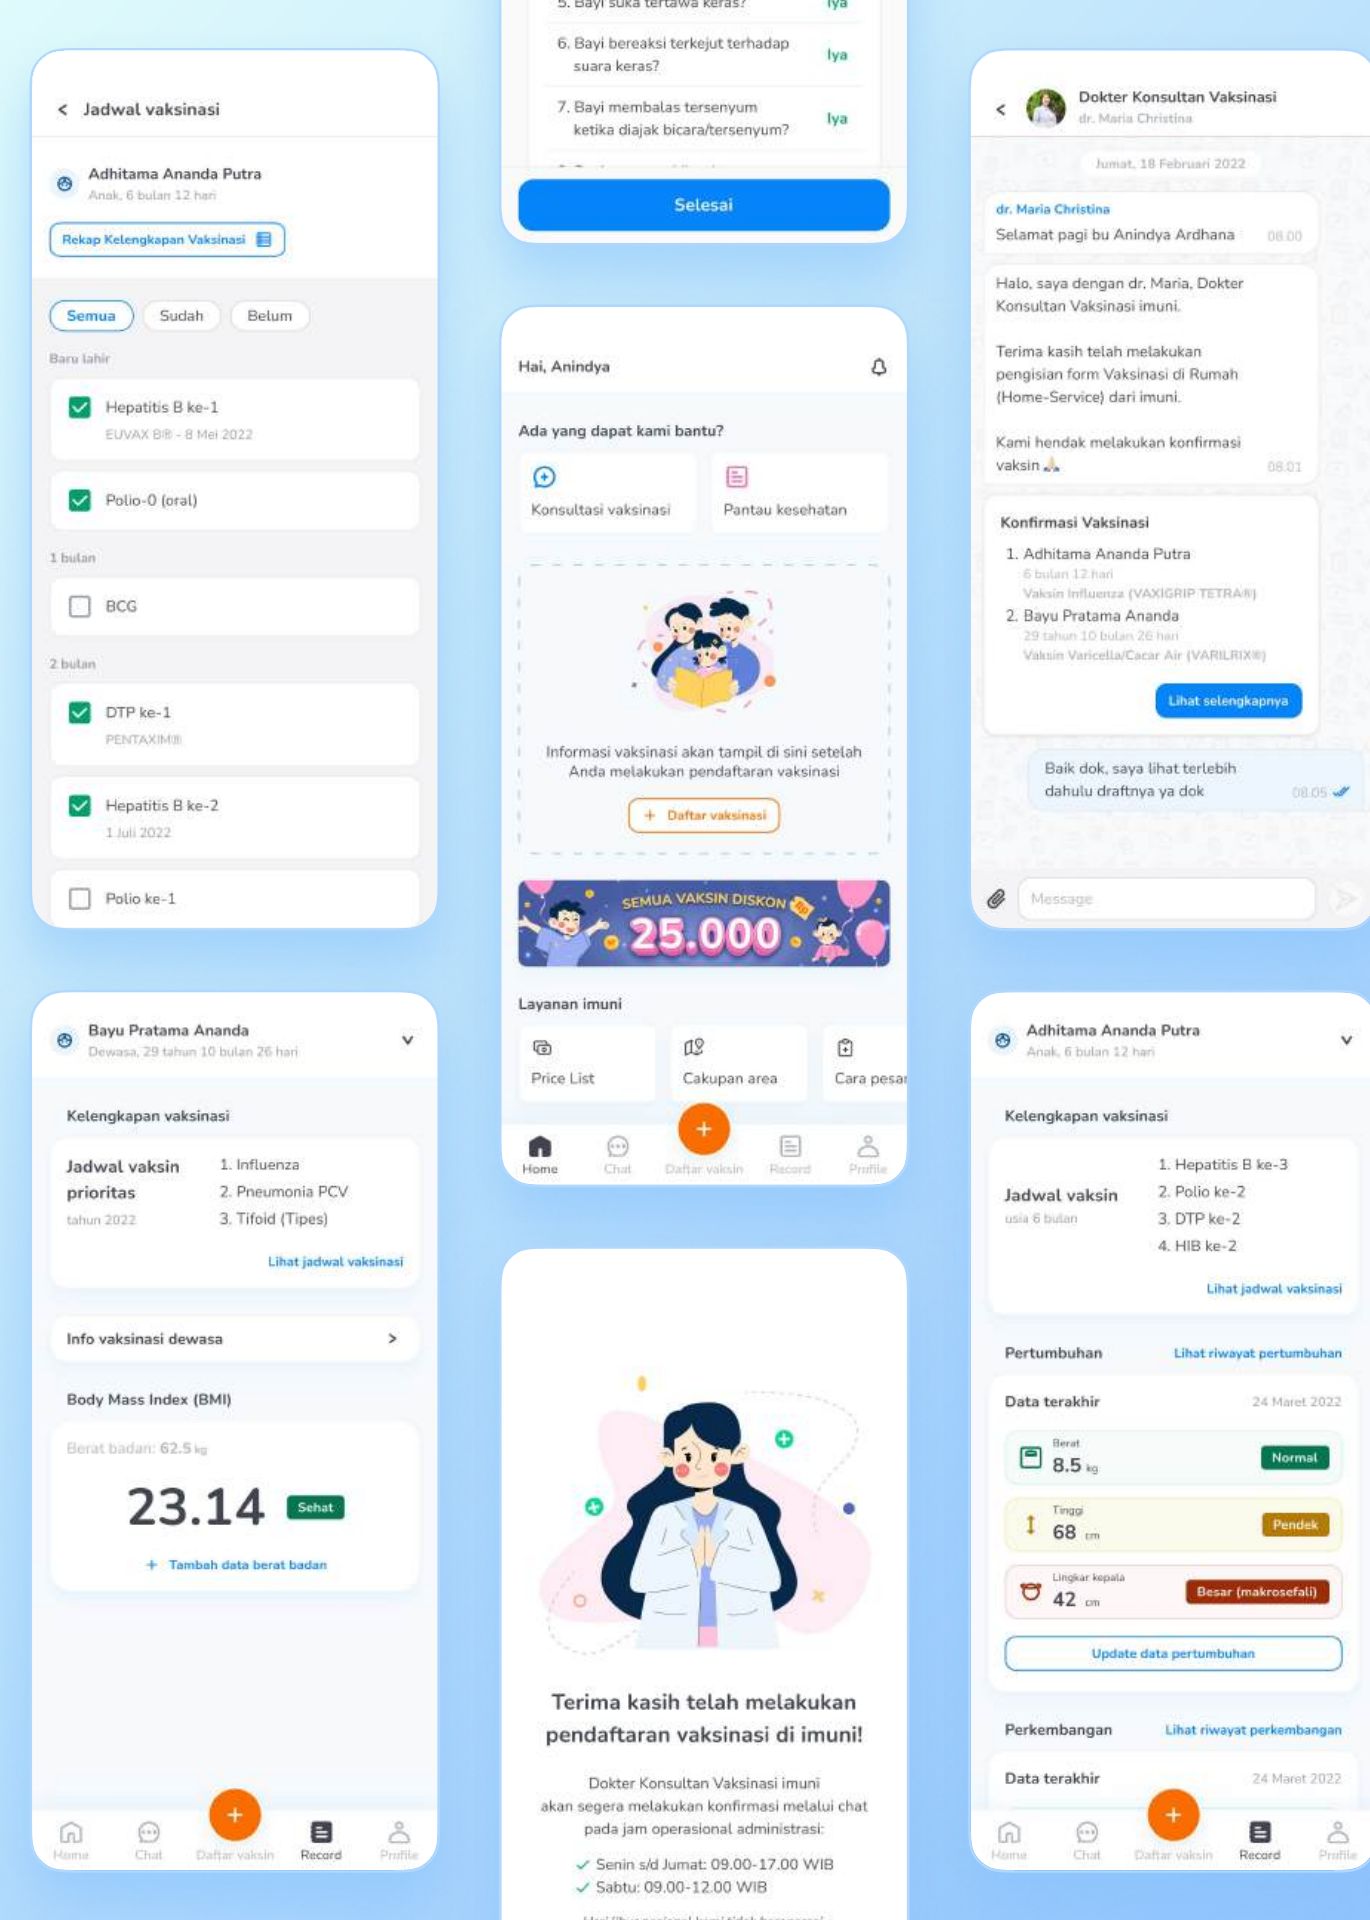 Jadwal vaksinasi
Adhitama Ananda Putra
Anak, 6 bulan 12 hari
Rekap Kelengkapan Vaksinasi
Semua
Sudah
Belum
Baru lahir
Hepatitis B ke-1
EUVAX B® - 8 Mei 2022
Polio-0 (oral)
1 bulan
BCG
2 bulan
DTP ke-1
PENTAXIM®
Hepatitis B ke-2
1 Juli 2022
Polio ke-1
Bayu Pratama Ananda
Dewasa, 29 tahun 10 bulan 26 hari
Kelengkapan vaksinasi
Jadwal vaksin
prioritas
tahun 2022
1. Influenza
2. Pneumonia PCV
3. Tifoid (Tipes)
Lihat jadwal vaksinasi
Info vaksinasi dewasa
Body Mass Index (BMI)
Berat badan: 62.5 kg
23.14
Sehat
+ Tambah data berat badan
Home
Chat
Daftar vaksin
Record
Profile
5. Bayi suka tertawa keras?
Iya
6. Bayi bereaksi terkejut terhadap
suara keras?
Iya
7. Bayi membalas tersenyum
ketika diajak bicara/tersenyum?
Iya
Selesai
Hai, Anindya
Ada yang dapat kami bantu?
Konsultasi vaksinasi
Pantau kesehatan
Informasi vaksinasi akan tampil di sini setelah
Anda melakukan pendaftaran vaksinasi
+ Daftar vaksinasi
SEMUA VAKSIN DISKON
Rp
25.000
Layanan imuni
Price List
Cakupan area
Cara pesan
Home
Chat
Daftar vaksin
Record
Profile
Terima kasih telah melakukan
pendaftaran vaksinasi di imuni!
Dokter Konsultan Vaksinasi imuni
akan segera melakukan konfirmasi melalui chat
pada jam operasional administrasi:
Senin s/d Jumat: 09.00-17.00 WIB
Sabtu: 09.00-12.00 WIB
Dokter Konsultan Vaksinasi
dr. Maria Christina
Jumat, 18 Februari 2022
dr. Maria Christina
Selamat pagi bu Anindya Ardhana
08.00
Halo, saya dengan dr. Maria, Dokter
Konsultan Vaksinasi imuni.
Terima kasih telah melakukan
pengisian form Vaksinasi di Rumah
(Home-Service) dari imuni.
Kami hendak melakukan konfirmasi
vaksin 🙏🏻
08.01
Konfirmasi Vaksinasi
1. Adhitama Ananda Putra
6 bulan 12 hari
Vaksin Influenza (VAXIGRIP TETRA®)
2. Bayu Pratama Ananda
29 tahun 10 bulan 26 hari
Vaksin Varicella/Cacar Air (VARILRIX®)
Lihat selengkapnya
Baik dok, saya lihat terlebih
dahulu draftnya ya dok
08.05
Message
Adhitama Ananda Putra
Anak, 6 bulan 12 hari
Kelengkapan vaksinasi
Jadwal vaksin
usia 6 bulan
1. Hepatitis B ke-3
2. Polio ke-2
3. DTP ke-2
4. HIB ke-2
Lihat jadwal vaksinasi
Pertumbuhan
Lihat riwayat pertumbuhan
Data terakhir
24 Maret 2022
Berat
8.5 kg
Normal
Tinggi
68 cm
Pendek
Lingkar kepala
42 cm
Besar (makrosefali)
Update data pertumbuhan
Perkembangan
Lihat riwayat perkembangan
Data terakhir
24 Maret 2022
Home
Chat
Daftar vaksin
Record
Profile